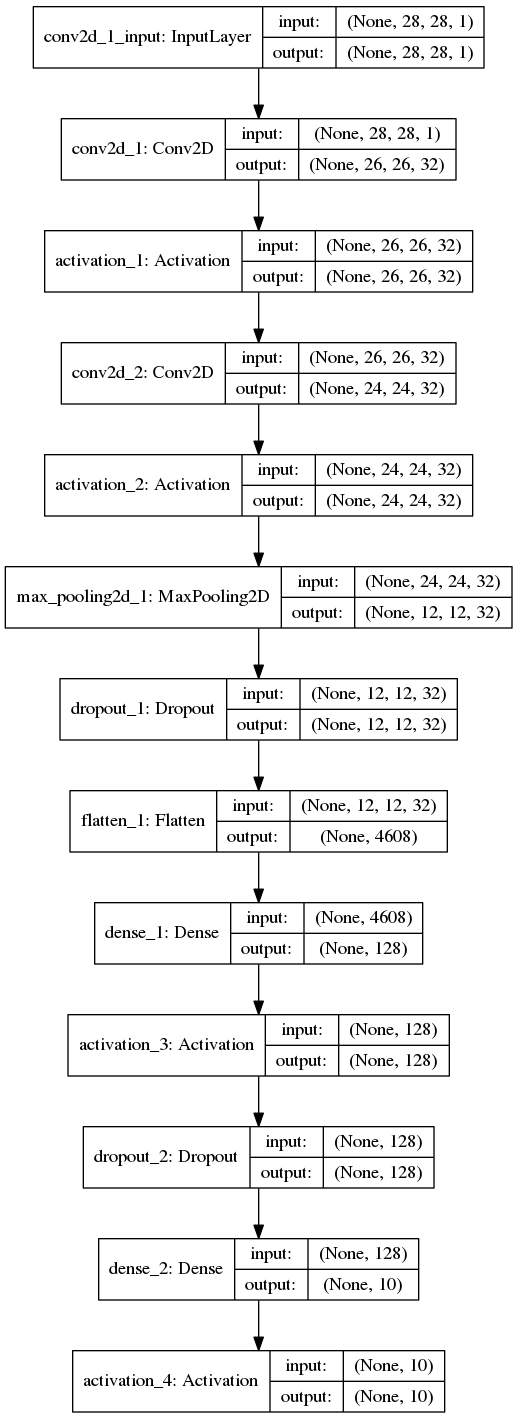 conv2d_1_input: InputLayer
input: (None, 28, 28, 1)
output: (None, 28, 28, 1)
conv2d_1: Conv2D
input: (None, 28, 28, 1)
output: (None, 26, 26, 32)
activation_1: Activation
input: (None, 26, 26, 32)
output: (None, 26, 26, 32)
conv2d_2: Conv2D
input: (None, 26, 26, 32)
output: (None, 24, 24, 32)
activation_2: Activation
input: (None, 24, 24, 32)
output: (None, 24, 24, 32)
max_pooling2d_1: MaxPooling2D
input: (None, 24, 24, 32)
output: (None, 12, 12, 32)
dropout_1: Dropout
input: (None, 12, 12, 32)
output: (None, 12, 12, 32)
flatten_1: Flatten
input: (None, 12, 12, 32)
output: (None, 4608)
dense_1: Dense
input: (None, 4608)
output: (None, 128)
activation_3: Activation
input: (None, 128)
output: (None, 128)
dropout_2: Dropout
input: (None, 128)
output: (None, 128)
dense_2: Dense
input: (None, 128)
output: (None, 10)
activation_4: Activation
input: (None, 10)
output: (None, 10)